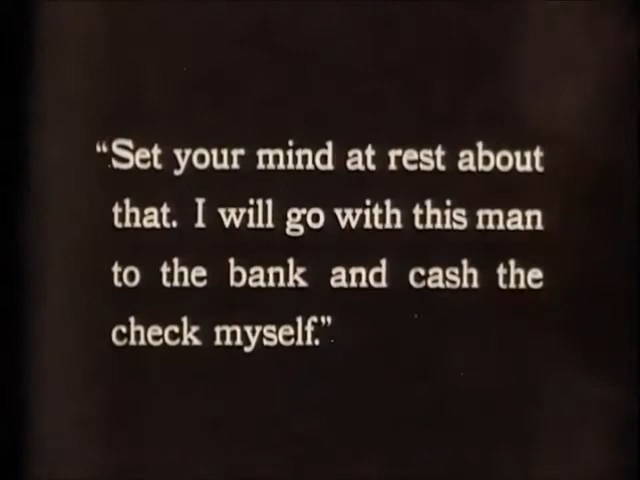 “Set your mind at rest about
that. I will go with this man
to the bank and cash the
check myself.”